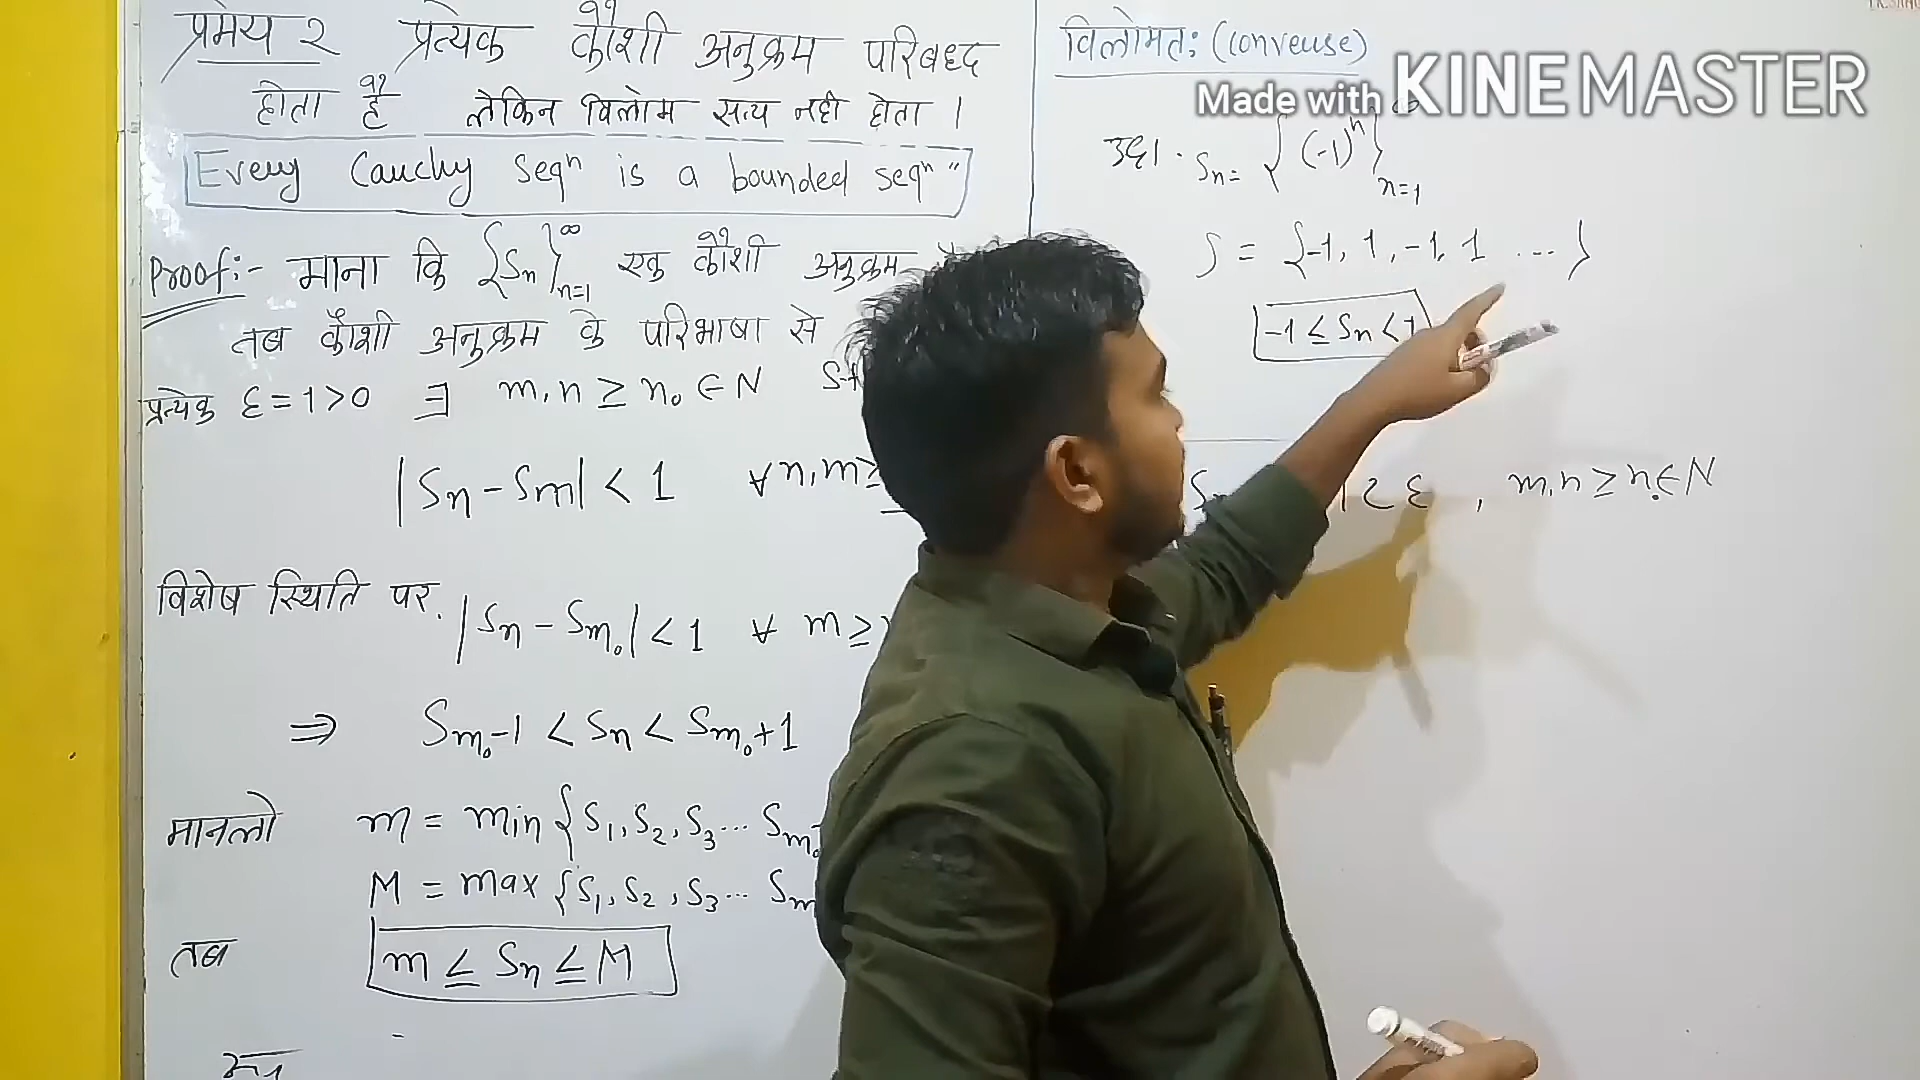 प्रमेय २ प्रत्येक कौशी अनुक्रम परिबध्द
होता है लेकिन विलोम सत्य नही होता ।
Every Cauchy seqⁿ is a bounded seqⁿ "
Proof:- माना कि {Sn}∞n=1 एक कौशी अनुक्रम
तब कौशी अनुक्रम के परिभाषा से
प्रत्येक ε=1>0 ∃ m,n ≥ n₀ ∈ N
|Sn - Sm| < 1 ∀ n,m ≥
विशेष स्थिति पर. |Sn - Sm₀| < 1 ∀ m ≥
⇒ Sm₀-1 < Sn < Sm₀+1
मानलो m = min {S₁, S₂, S₃... Sm₀
M = max {S₁, S₂, S₃... Sm
तब m ≤ Sn ≤ M
विलोमतः (converse)
Made with KINEMASTER
उदा. Sn= {(-1)ⁿ}∞n=1
S = {-1, 1, -1, 1 ... }
-1 ≤ Sn < 1
| < ε , m,n ≥ n₀ ∈ N